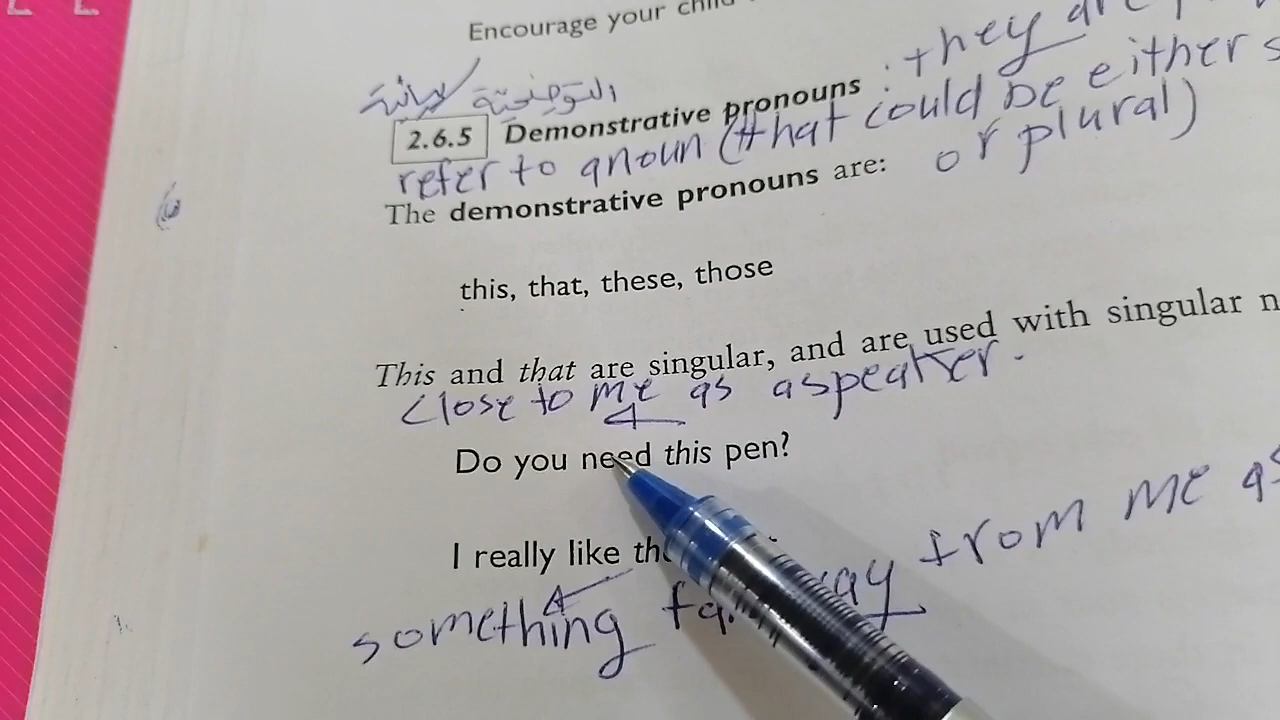 Encourage your child
: they are
التوضيحية
could be either s
2.6.5 Demonstrative pronouns
refer to a noun (that
or plural)
The demonstrative pronouns are:
this, that, these, those
This and that are singular, and are used with singular n
close to me as a speaker.
Do you need this pen?
from me as
I really like
something